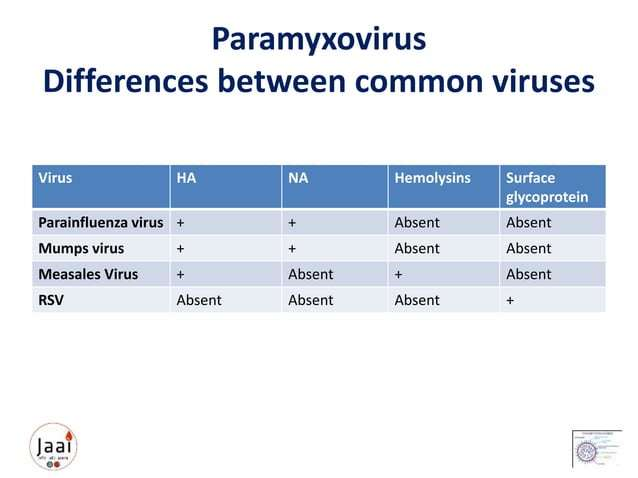 Paramyxovirus
Differences between common viruses
Virus HA NA Hemolysins Surface glycoprotein
Parainfluenza virus + + Absent Absent
Mumps virus + + Absent Absent
Measales Virus + Absent + Absent
RSV Absent Absent Absent +
Jaai